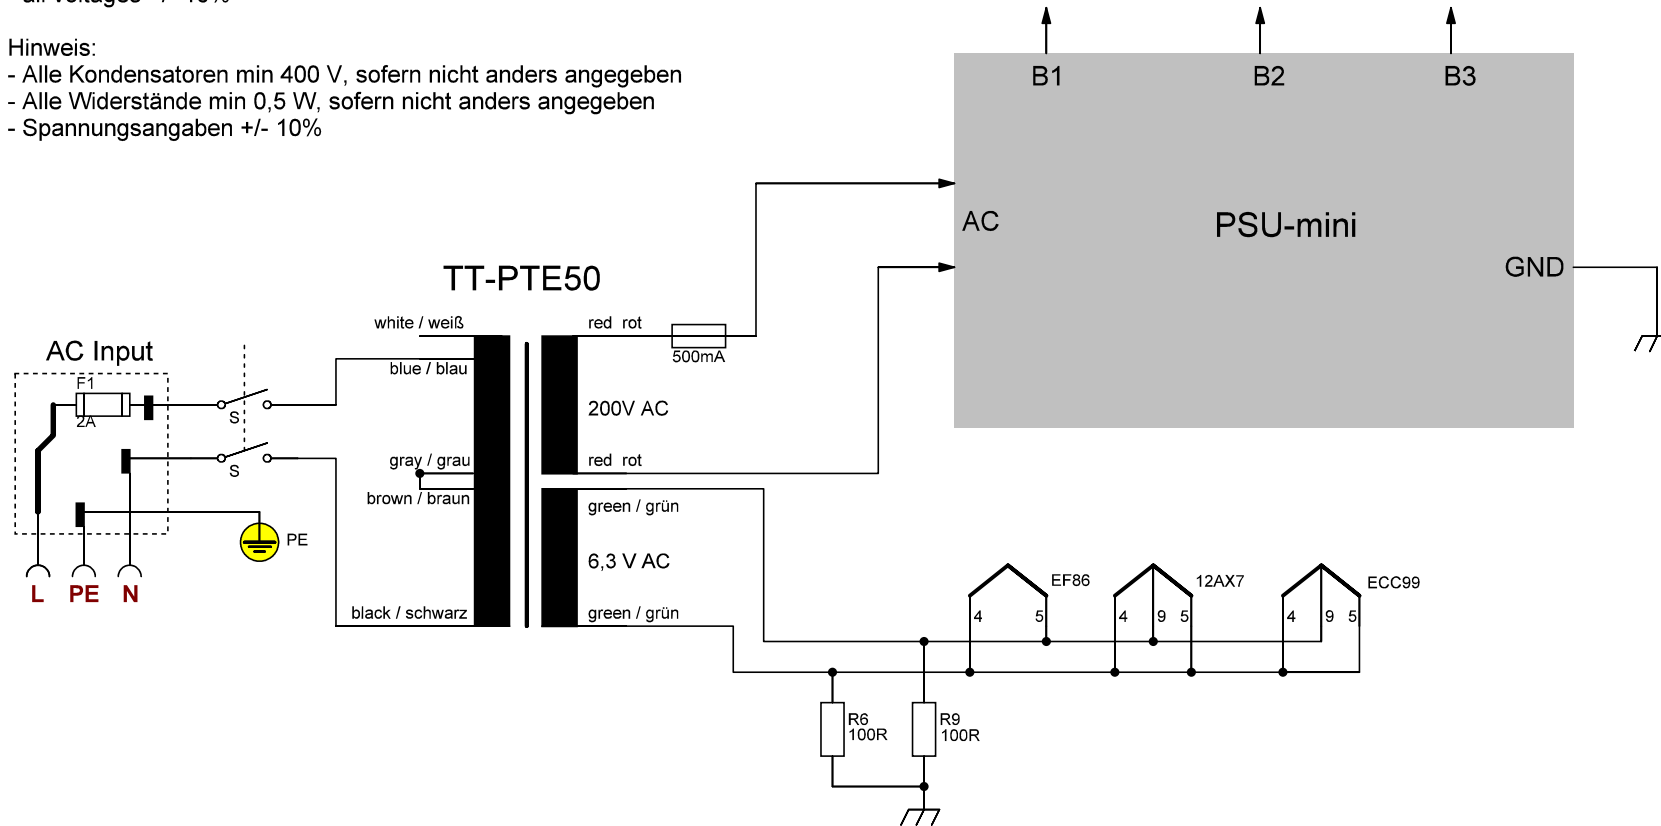 all voltages +/- 10%
Hinweis:
- Alle Kondensatoren min 400 V, sofern nicht anders angegeben
- Alle Widerstände min 0,5 W, sofern nicht anders angegeben
- Spannungsangaben +/- 10%
B1
B2
B3
AC
PSU-mini
GND
TT-PTE50
white / weiß
red rot
500mA
AC Input
blue / blau
F1
2A
S
200V AC
S
gray / grau
red rot
brown / braun
green / grün
PE
6,3 V AC
L
PE
N
black / schwarz
green / grün
EF86
12AX7
ECC99
4
5
4
9
5
4
9
5
R6
100R
R9
100R